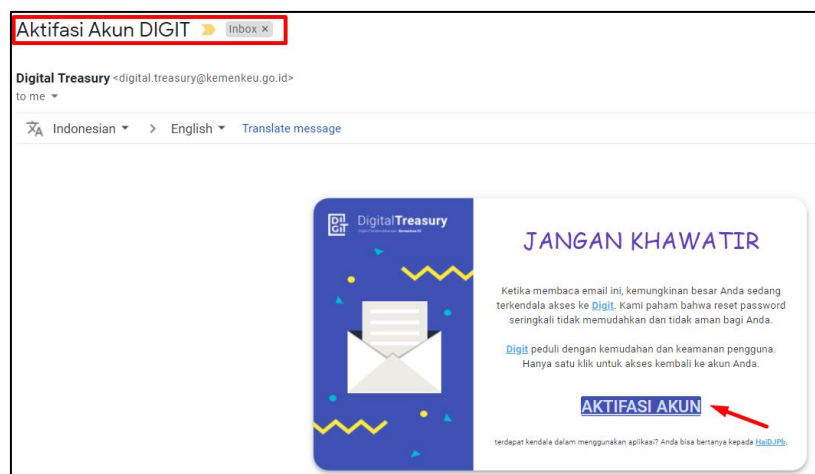 Aktifasi Akun DIGIT Inbox ×
Digital Treasury <digital.treasury@kemenkeu.go.id>
to me
Indonesian > English Translate message
DIGIT DigitalTreasury
JANGAN KHAWATIR
Ketika membaca email ini, kemungkinan besar Anda sedang
terkendala akses ke Digit. Kami paham bahwa reset password
seringkali tidak memudahkan dan tidak aman bagi Anda.
Digit peduli dengan kemudahan dan keamanan pengguna.
Hanya satu klik untuk akses kembali ke akun Anda.
AKTIFASI AKUN
terdapat kendala dalam menggunakan aplikasi? Anda bisa bertanya kepada HaiDJPb.